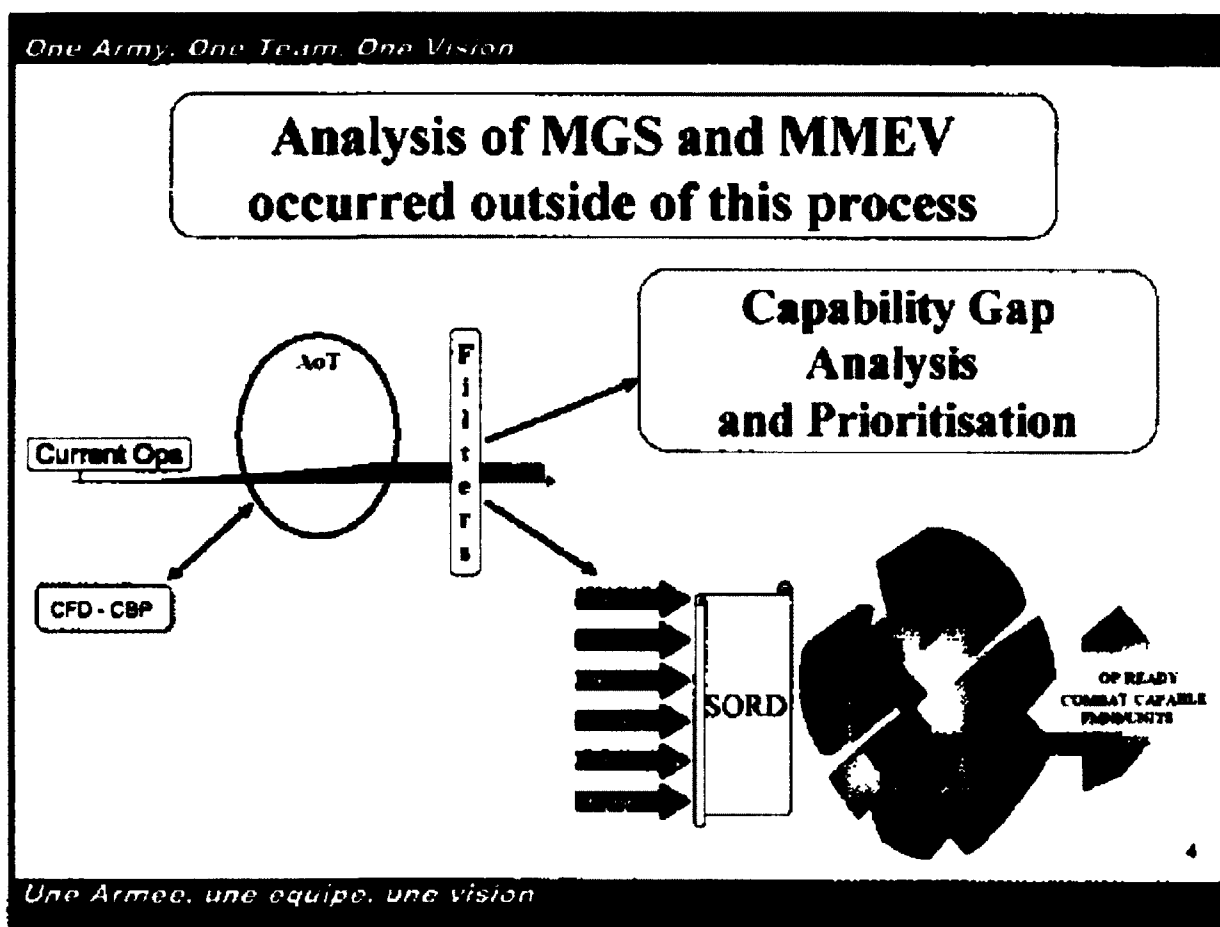 One Army, One Team, One Vision
Analysis of MGS and MMEV
occurred outside of this process
Capability Gap
Analysis
and Prioritisation
AoT
Filters
Current Ops
CFD - CBP
SORD
OP READY
COMBAT CAPABLE
4
Une Armee, une equipe, une vision